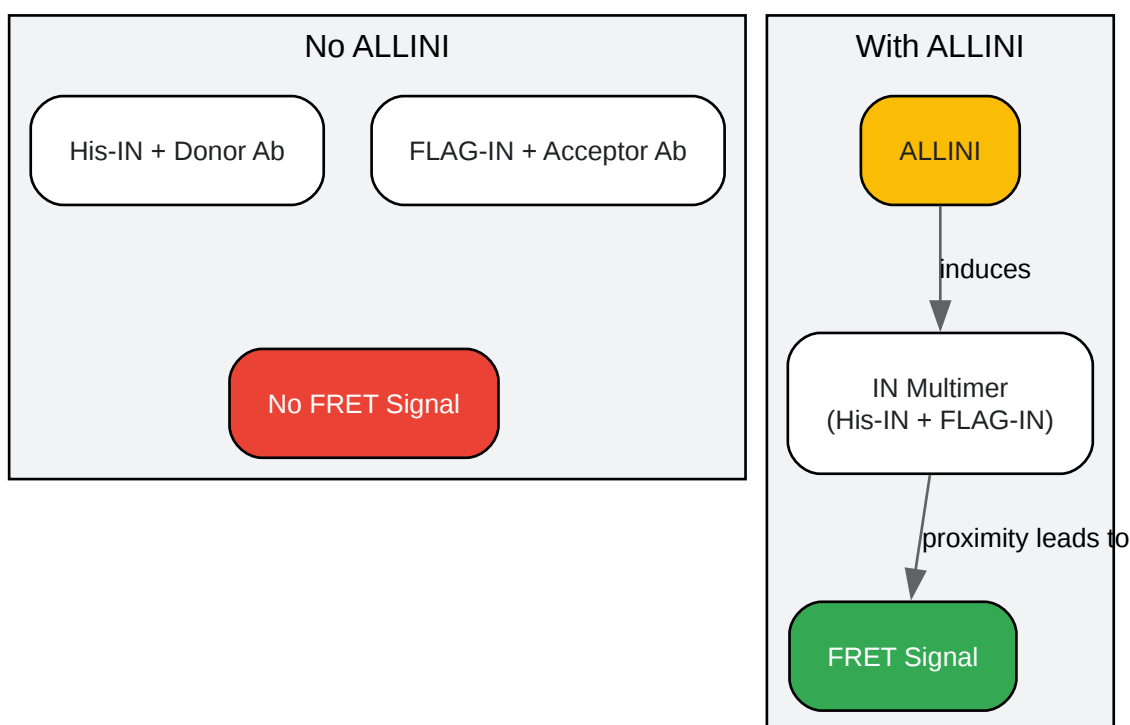 No ALLINI
His-IN + Donor Ab
FLAG-IN + Acceptor Ab
No FRET Signal
With ALLINI
ALLINI
induces
IN Multimer
(His-IN + FLAG-IN)
proximity leads to
FRET Signal